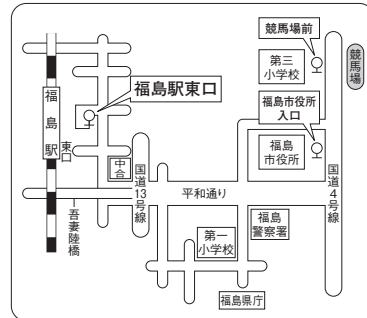 競馬場前
第三
小学校
競馬場
福島駅東口
福島市役所
入口
福島駅
東口
中合
国道13号線
福島
市役所
平和通り
国道4号線
吾妻陸橋
第一
小学校
福島
警察署
福島県庁